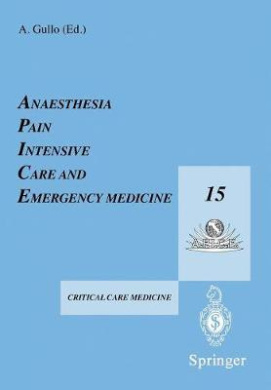 A. Gullo (Ed.)
ANAESTHESIA
PAIN
INTENSIVE
CARE AND
EMERGENCY MEDICINE
15
CRITICAL CARE MEDICINE
Springer